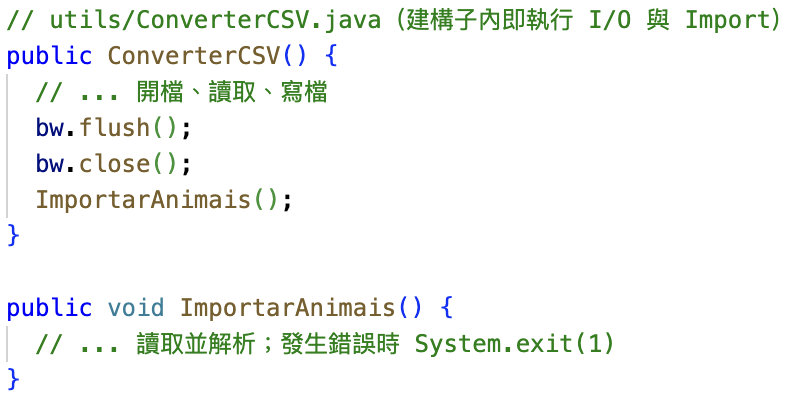 // utils/ConverterCSV.java（建構子內即執行 I/O 與 Import）
public ConverterCSV() {
// ... 開檔、讀取、寫檔
bw.flush();
bw.close();
ImportarAnimais();
}
public void ImportarAnimais() {
// ... 讀取並解析；發生錯誤時 System.exit(1)
}